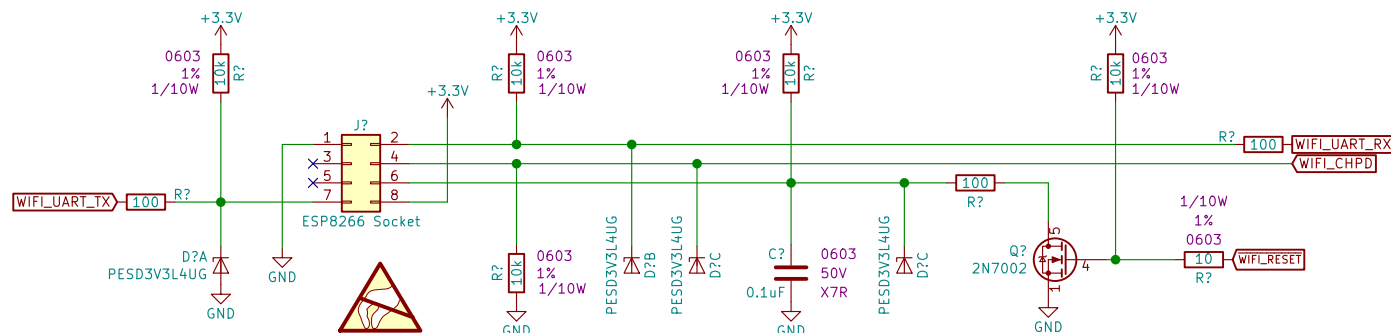 +3.3V
0603
1%
1/10W
10k
R?
+3.3V
R?
10k
0603
1%
1/10W
+3.3V
0603
1%
1/10W
10k
R?
+3.3V
R?
10k
0603
1%
1/10W
+3.3V
J?
1
2
3
4
5
6
7
8
ESP8266 Socket
WIFI_UART_TX
100
R?
D?A
PESD3V3L4UG
GND
GND
R?
10k
0603
1%
1/10W
GND
PESD3V3L4UG
D?B
PESD3V3L4UG
D?C
C?
0.1uF
0603
50V
X7R
GND
PESD3V3L4UG
D?C
100
R?
R?
100
WIFI_UART_RX
WIFI_CHPD
Q?
2N7002
5
4
1
GND
1/10W
1%
0603
10
R?
WIFI_RESET